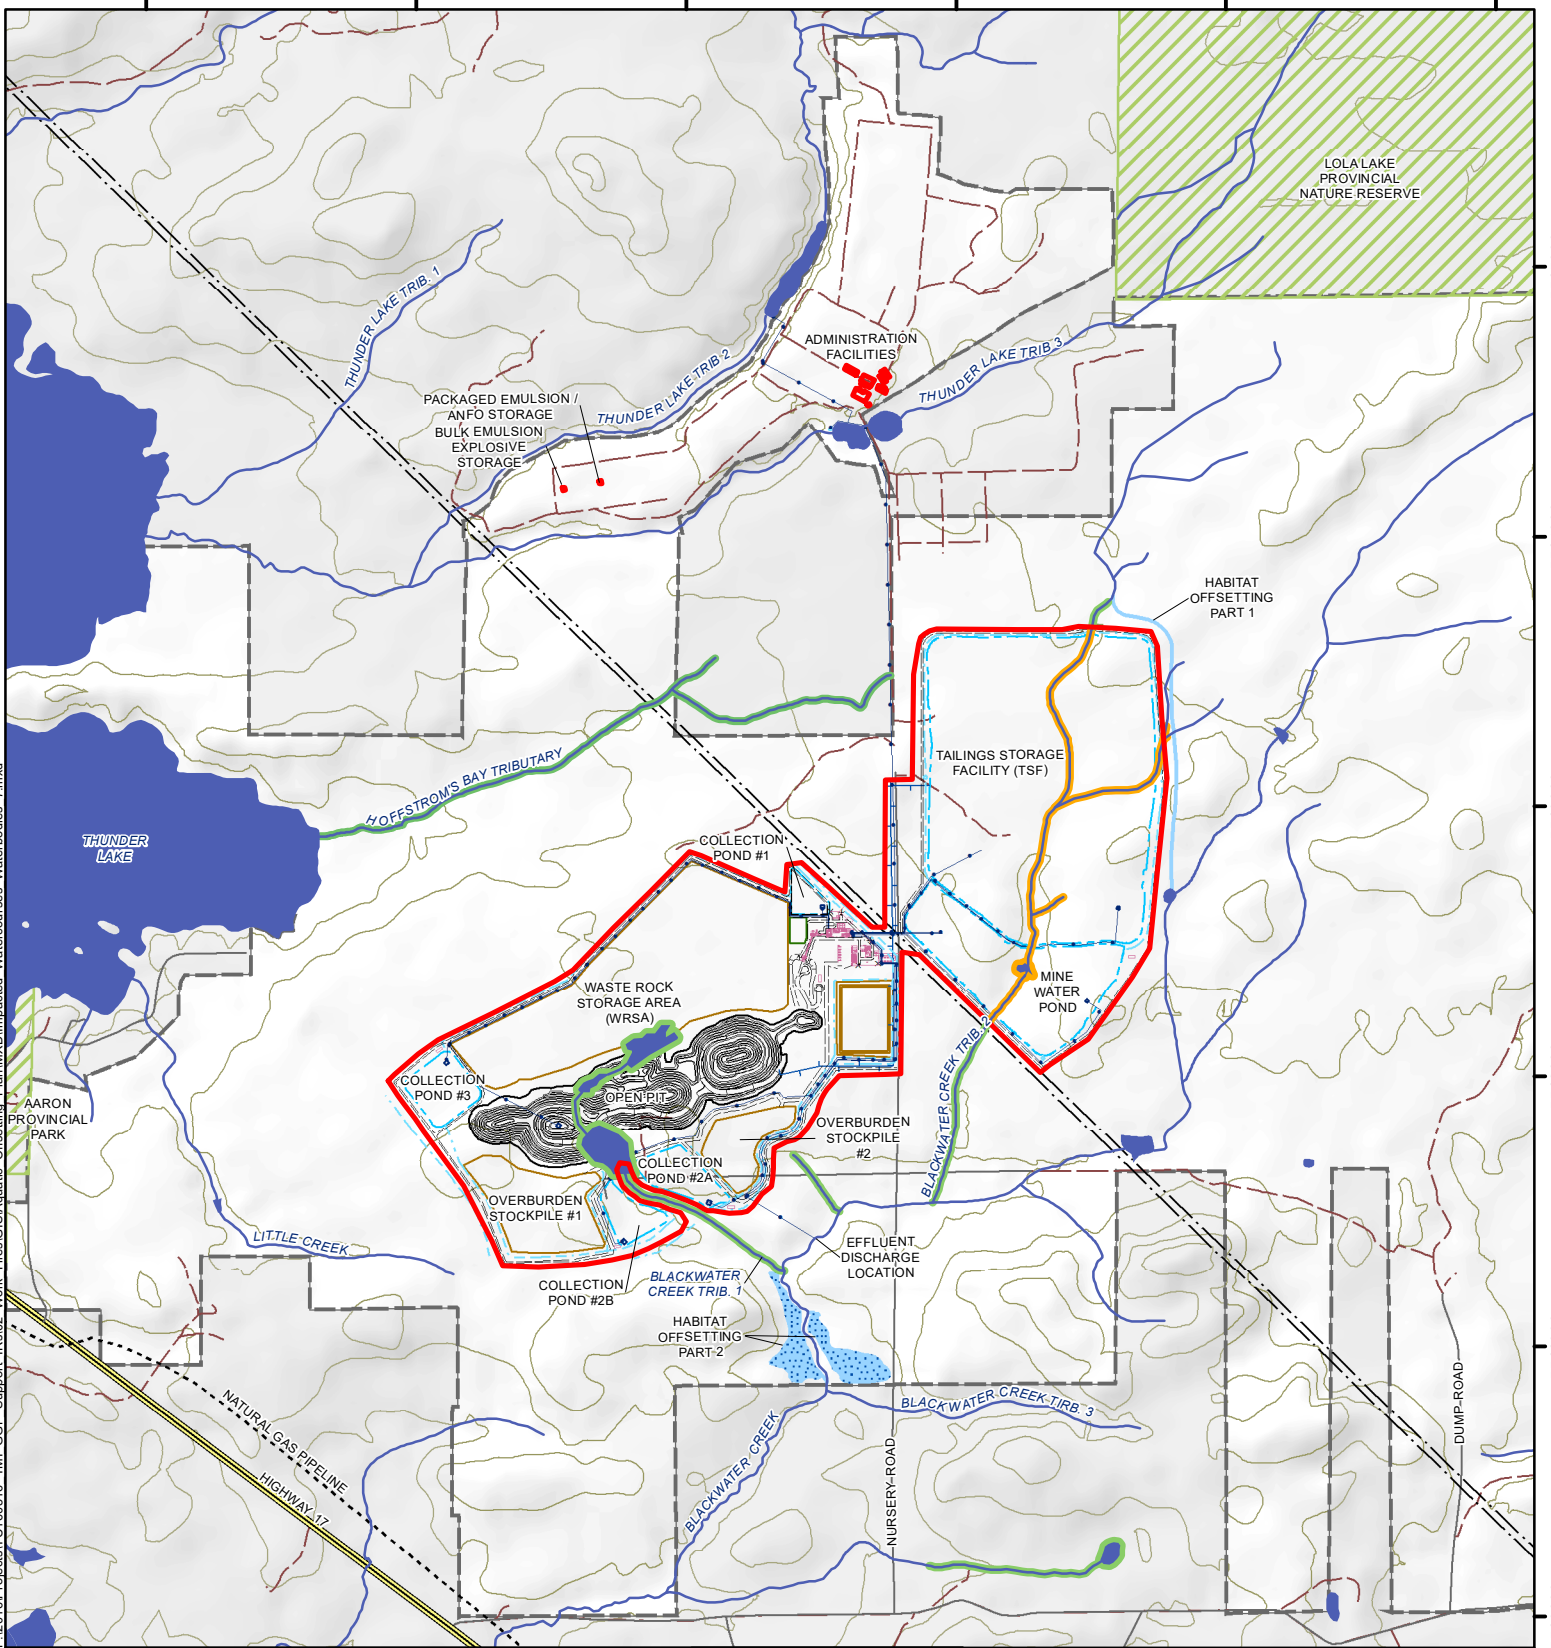 LOLA LAKE
PROVINCIAL
NATURE RESERVE
THUNDER LAKE TRIB. 1
ADMINISTRATION
FACILITIES
THUNDER LAKE TRIB 2
THUNDER LAKE TRIB 3
PACKAGED EMULSION /
ANFO STORAGE
BULK EMULSION
EXPLOSIVE
STORAGE
HABITAT
OFFSETTING
PART 1
TAILINGS STORAGE
FACILITY (TSF)
HOFFSTROM'S BAY TRIBUTARY
THUNDER
LAKE
COLLECTION
POND #1
WASTE ROCK
STORAGE AREA
(WRSA)
MINE
WATER
POND
COLLECTION
POND #3
OPEN PIT
AARON
PROVINCIAL
PARK
BLACKWATER CREEK TRIB. 2
OVERBURDEN
STOCKPILE
#2
COLLECTION
POND #2A
OVERBURDEN
STOCKPILE #1
LITTLE CREEK
EFFLUENT
DISCHARGE
LOCATION
COLLECTION
POND #2B
BLACKWATER
CREEK TRIB. 1
HABITAT
OFFSETTING
PART 2
NATURAL GAS PIPELINE
HIGHWAY 17
BLACKWATER CREEK
BLACKWATER CREEK TIRB. 3
NURSERY ROAD
DUMP ROAD